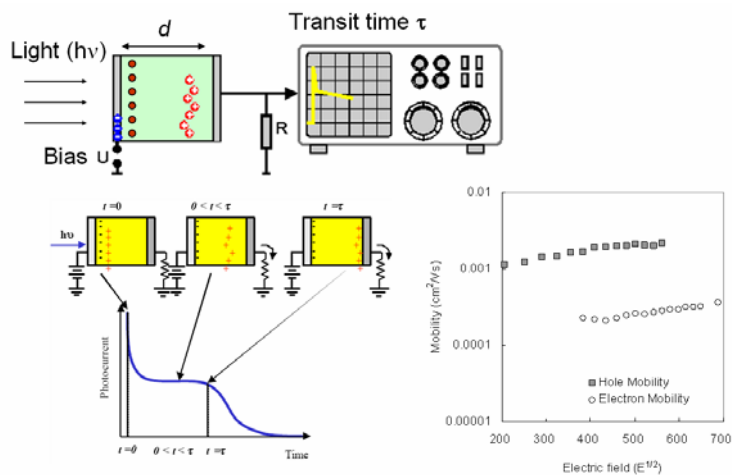 Transit time τ
d
Light (hν)
R
Bias U
t =0
0 < t < τ
t =τ
hυ
Photocurrent
t =0
0 < t < τ
t =τ
Time
0.01
0.001
0.0001
0.00001
Mobility (cm²/Vs)
Hole Mobility
Electron Mobility
200 300 400 500 600 700
Electric field (E^1/2)